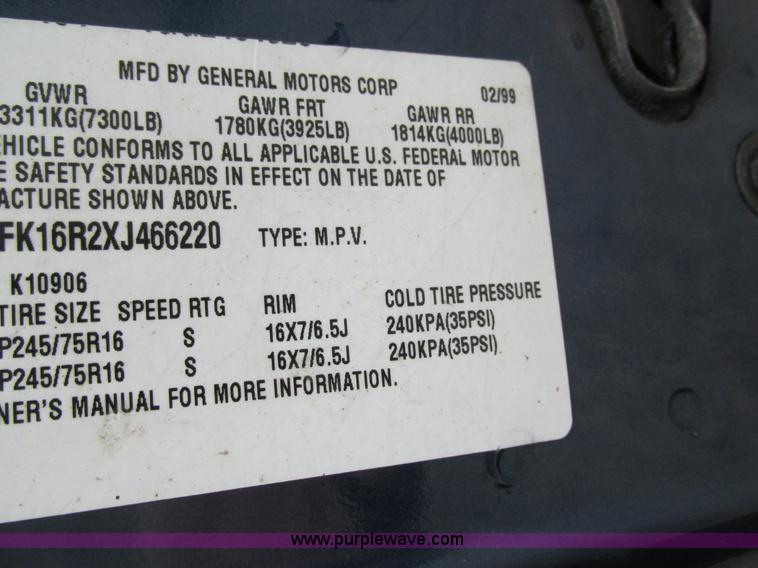 MFD BY GENERAL MOTORS CORP 02/99
GVWR GAWR FRT GAWR RR
3311KG(7300LB) 1780KG(3925LB) 1814KG(4000LB)
EHICLE CONFORMS TO ALL APPLICABLE U.S. FEDERAL MOTOR
E SAFETY STANDARDS IN EFFECT ON THE DATE OF
ACTURE SHOWN ABOVE.
FK16R2XJ466220 TYPE: M.P.V.
K10906
TIRE SIZE SPEED RTG RIM COLD TIRE PRESSURE
P245/75R16 S 16X7/6.5J 240KPA(35PSI)
P245/75R16 S 16X7/6.5J 240KPA(35PSI)
NER'S MANUAL FOR MORE INFORMATION.
www.purplewave.com